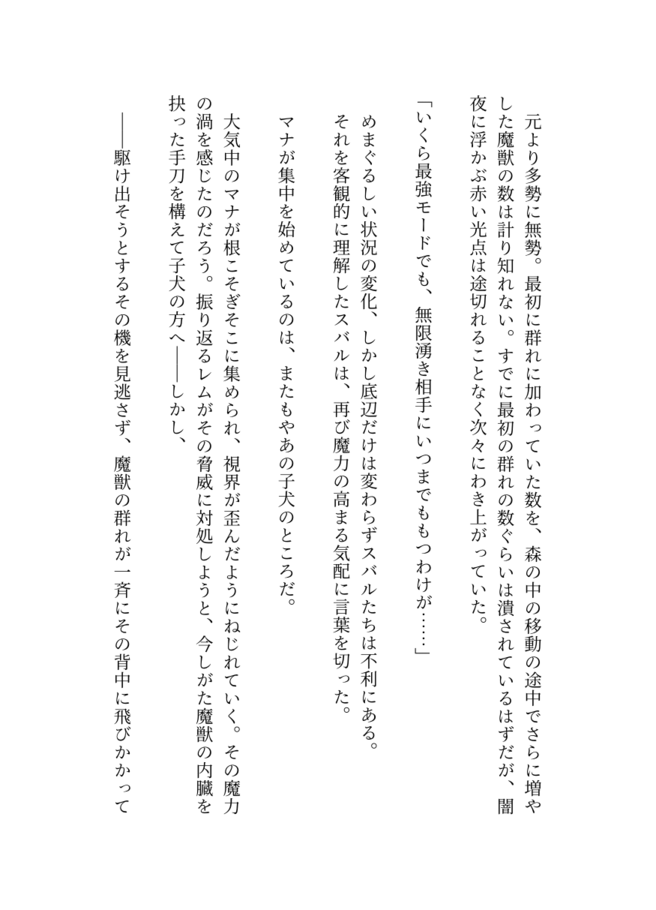 元より多勢に無勢。最初に群れに加わっていた数を、森の中の移動の途中でさらに増や
した魔獣の数は計り知れない。すでに最初の群れの数ぐらいは潰されているはずだが、闇
夜に浮かぶ赤い光点は途切れることなく次々にわき上がっていた。
「いくら最強モードでも、無限湧き相手にいつまでももつわけが……」
めまぐるしい状況の変化、しかし底辺だけは変わらずスバルたちは不利にある。
それを客観的に理解したスバルは、再び魔力の高まる気配に言葉を切った。
マナが集中を始めているのは、またもやあの子犬のところだ。
大気中のマナが根こそぎそこに集められ、視界が歪んだようにねじれていく。その魔力
の渦を感じたのだろう。振り返るレムがその脅威に対処しようと、今しがた魔獣の内臓を
抉った手刀を構えて子犬の方へ――しかし、
――駆け出そうとするその機を見逃さず、魔獣の群れが一斉にその背中に飛びかかって